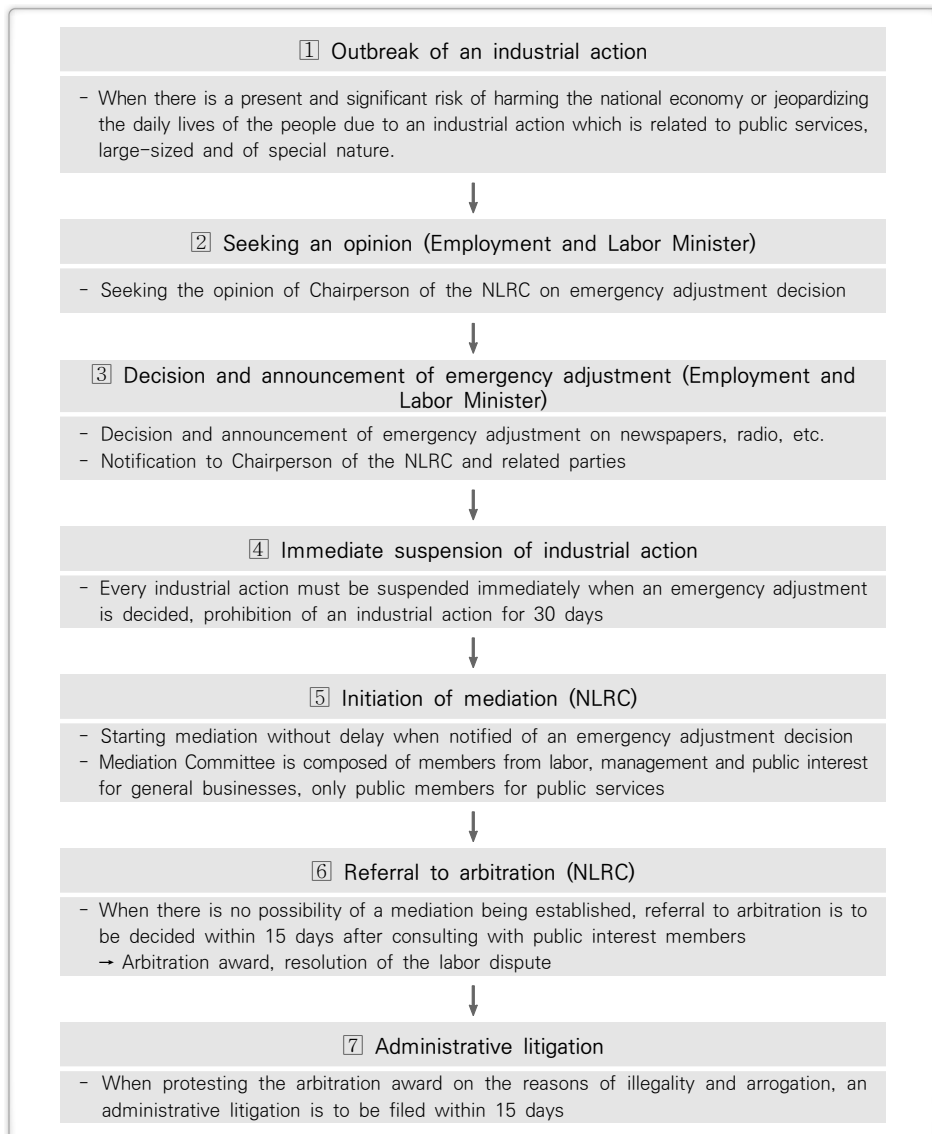 1 Outbreak of an industrial action
- When there is a present and significant risk of harming the national economy or jeopardizing
the daily lives of the people due to an industrial action which is related to public services,
large-sized and of special nature.
↓
2 Seeking an opinion (Employment and Labor Minister)
- Seeking the opinion of Chairperson of the NLRC on emergency adjustment decision
↓
3 Decision and announcement of emergency adjustment (Employment and
Labor Minister)
- Decision and announcement of emergency adjustment on newspapers, radio, etc.
- Notification to Chairperson of the NLRC and related parties
↓
4 Immediate suspension of industrial action
- Every industrial action must be suspended immediately when an emergency adjustment
is decided, prohibition of an industrial action for 30 days
↓
5 Initiation of mediation (NLRC)
- Starting mediation without delay when notified of an emergency adjustment decision
- Mediation Committee is composed of members from labor, management and public interest
for general businesses, only public members for public services
↓
6 Referral to arbitration (NLRC)
- When there is no possibility of a mediation being established, referral to arbitration is to
be decided within 15 days after consulting with public interest members
→ Arbitration award, resolution of the labor dispute
↓
7 Administrative litigation
- When protesting the arbitration award on the reasons of illegality and arrogation, an
administrative litigation is to be filed within 15 days